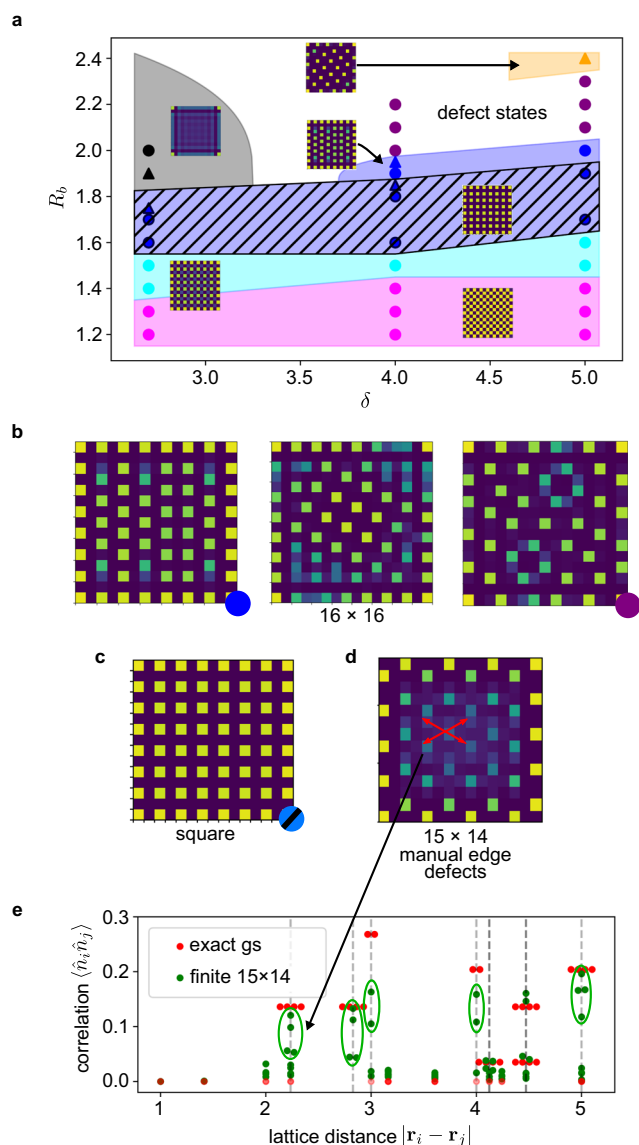 a
2.4
2.2
2.0
1.8
1.6
1.4
1.2
R_b
defect states
3.0
3.5
4.0
4.5
5.0
δ
b
16 × 16
c
d
square
15 × 14
manual edge
defects
e
0.3
0.2
0.1
0.0
correlation ⟨n̂_i n̂_j⟩
exact gs
finite 15×14
1
2
3
4
5
lattice distance |r_i − r_j|